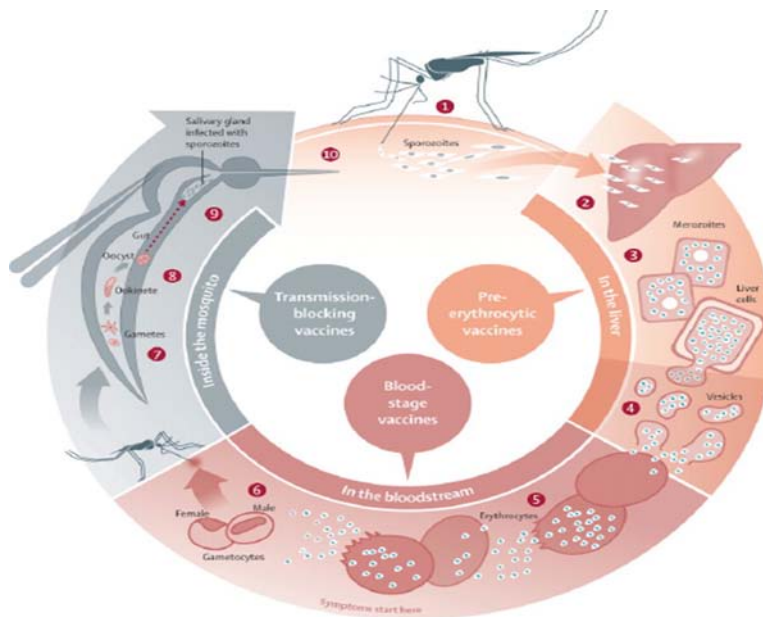 1
Sporozoites
2
3
Merozoites
Liver
cells
4
Vesicles
5
Erythrocytes
Symptoms start here
6
Female
Male
Gametocytes
7
Gametes
Ookinete
8
Oocyst
Gut
9
Salivary gland
infected with
sporozoites
10
Inside the mosquito
In the liver
In the bloodstream
Transmission-
blocking
vaccines
Pre-
erythrocytic
vaccines
Blood-
stage
vaccines